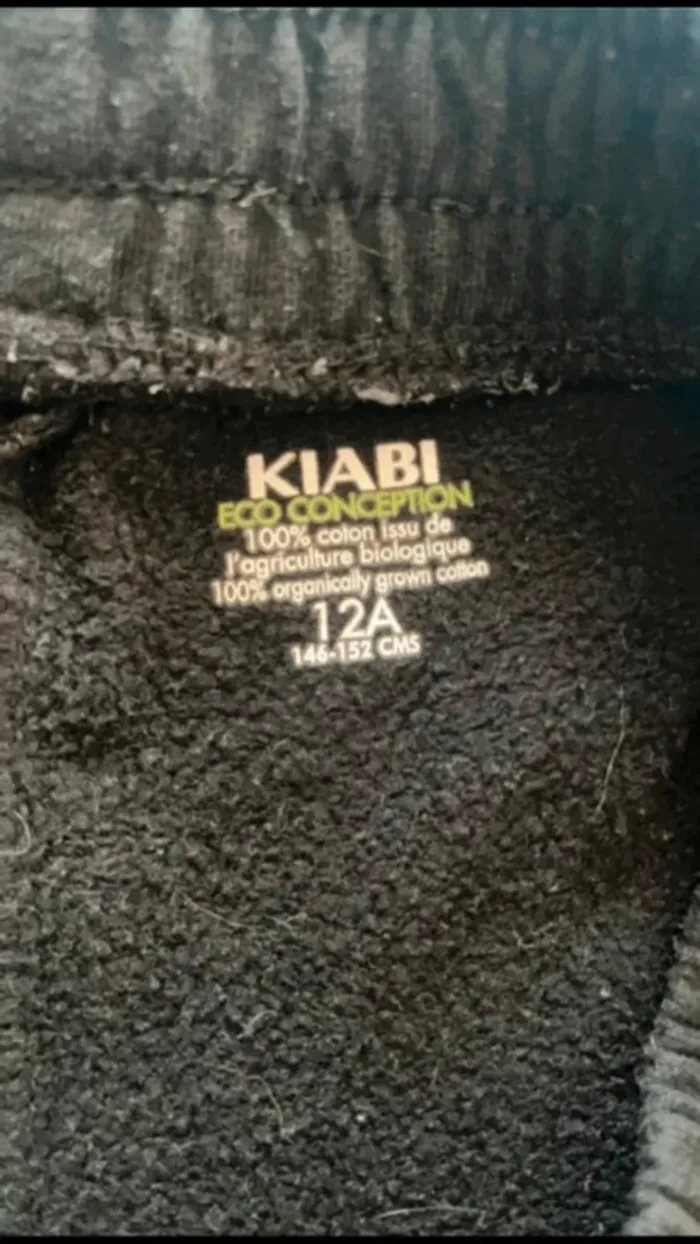 KIABI
ECO CONCEPTION
100% coton issu de
l'agriculture biologique
100% organically grown cotton
12A
146-152 CMS